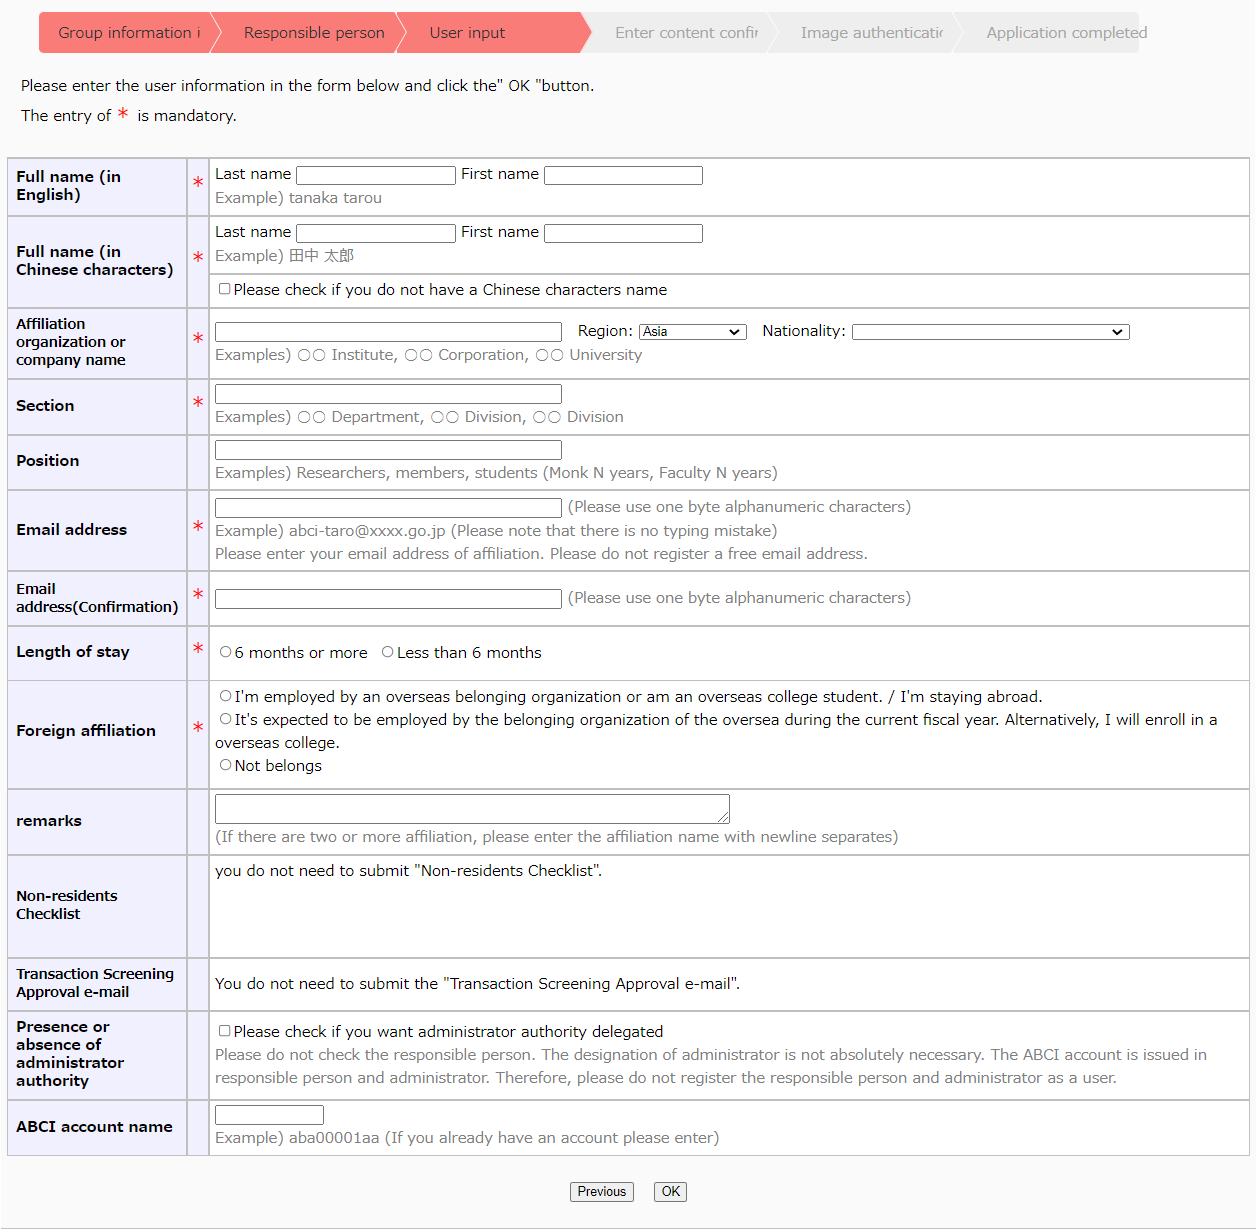 Group information i
Responsible person
User input
Enter content confir
Image authenticatio
Application completed
Please enter the user information in the form below and click the" OK "button.
The entry of * is mandatory.
Full name (in English)
*
Last name First name
Example) tanaka tarou
Full name (in Chinese characters)
*
Last name First name
Example) 田中 太郎
Please check if you do not have a Chinese characters name
Affiliation organization or company name
*
Region: Asia Nationality:
Examples) ○○ Institute, ○○ Corporation, ○○ University
Section
*
Examples) ○○ Department, ○○ Division, ○○ Division
Position
Examples) Researchers, members, students (Monk N years, Faculty N years)
Email address
*
(Please use one byte alphanumeric characters)
Example) abci-taro@xxxx.go.jp (Please note that there is no typing mistake)
Please enter your email address of affiliation. Please do not register a free email address.
Email address(Confirmation)
*
(Please use one byte alphanumeric characters)
Length of stay
*
6 months or more Less than 6 months
Foreign affiliation
*
I'm employed by an overseas belonging organization or am an overseas college student. / I'm staying abroad.
It's expected to be employed by the belonging organization of the oversea during the current fiscal year. Alternatively, I will enroll in a
overseas college.
Not belongs
remarks
(If there are two or more affiliation, please enter the affiliation name with newline separates)
Non-residents Checklist
you do not need to submit "Non-residents Checklist".
Transaction Screening Approval e-mail
You do not need to submit the "Transaction Screening Approval e-mail".
Presence or absence of administrator authority
Please check if you want administrator authority delegated
Please do not check the responsible person. The designation of administrator is not absolutely necessary. The ABCI account is issued in
responsible person and administrator. Therefore, please do not register the responsible person and administrator as a user.
ABCI account name
Example) aba00001aa (If you already have an account please enter)
Previous OK